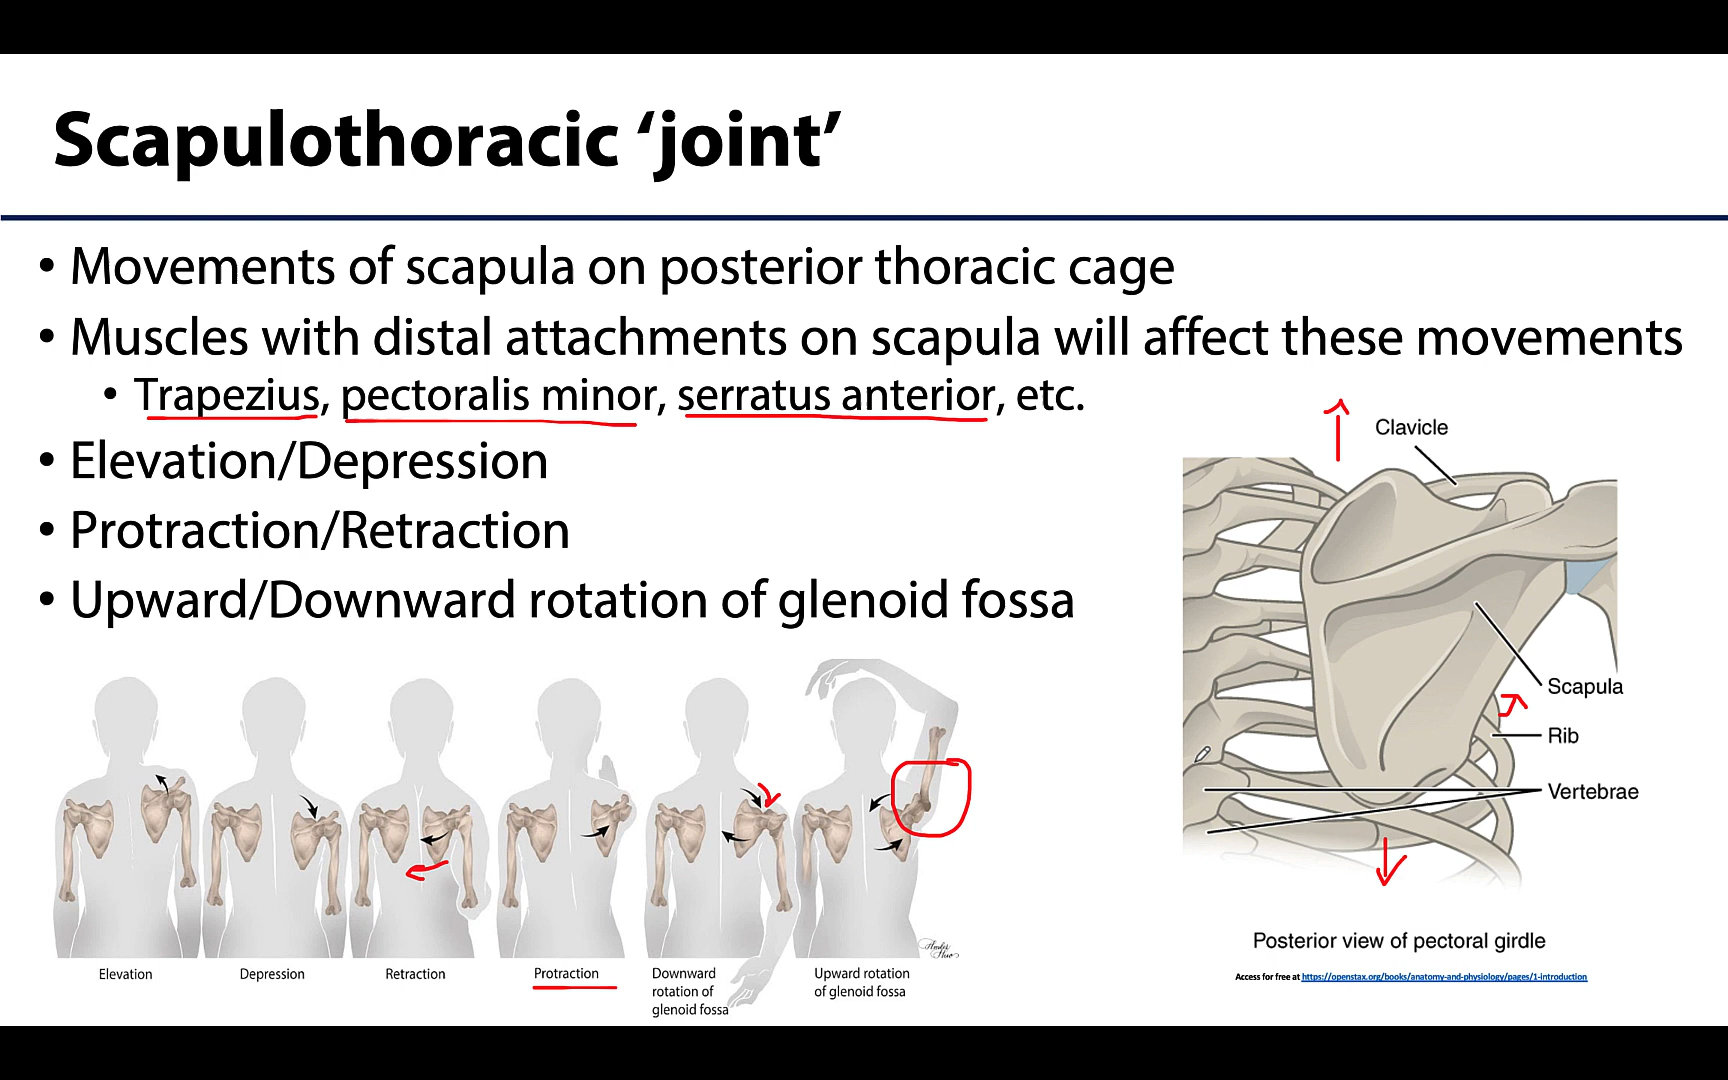 Scapulothoracic ‘joint’
• Movements of scapula on posterior thoracic cage
• Muscles with distal attachments on scapula will affect these movements
• Trapezius, pectoralis minor, serratus anterior, etc.
• Elevation/Depression
• Protraction/Retraction
• Upward/Downward rotation of glenoid fossa
Elevation
Depression
Retraction
Protraction
Downward
rotation of
glenoid fossa
Upward rotation
of glenoid fossa
Clavicle
Scapula
Rib
Vertebrae
Posterior view of pectoral girdle
Access for free at https://openstax.org/books/anatomy-and-physiology/pages/1-introduction